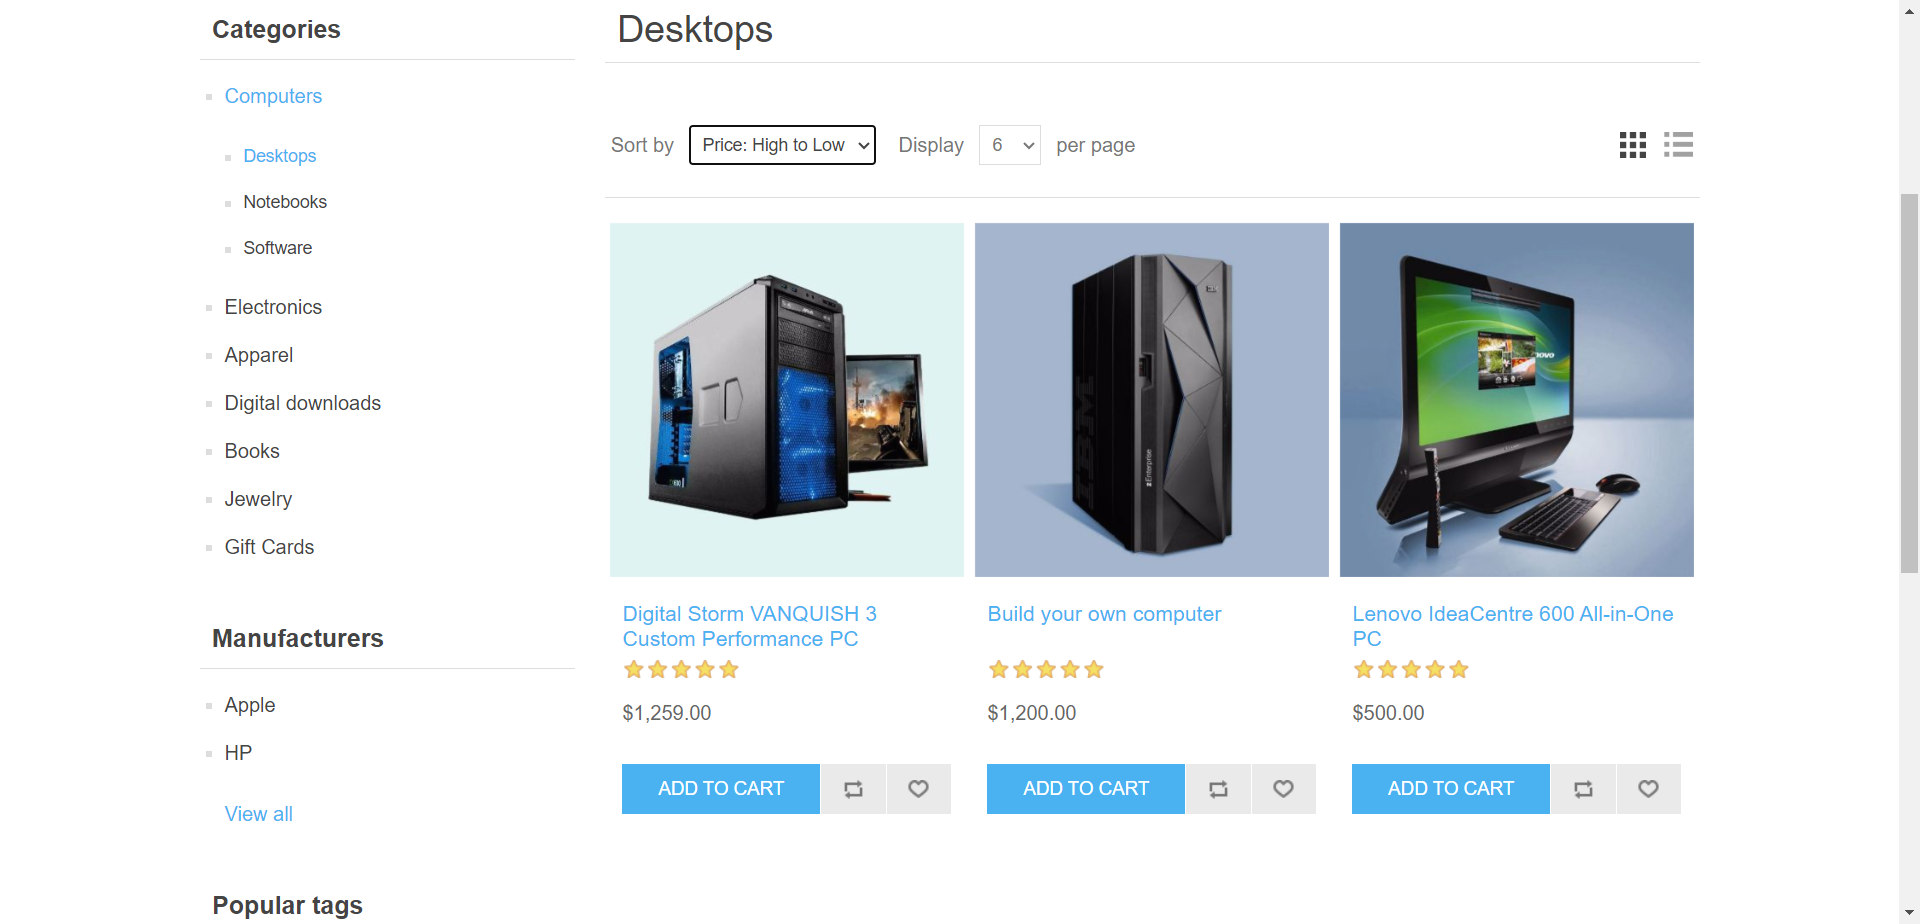 Categories
Computers
Desktops
Notebooks
Software
Electronics
Apparel
Digital downloads
Books
Jewelry
Gift Cards
Manufacturers
Apple
HP
View all
Popular tags
Desktops
Sort by Price: High to Low Display 6 per page
IBM
zEnterprise
Digital Storm VANQUISH 3
Custom Performance PC
$1,259.00
ADD TO CART
Build your own computer
$1,200.00
ADD TO CART
Lenovo IdeaCentre 600 All-in-One
PC
$500.00
ADD TO CART